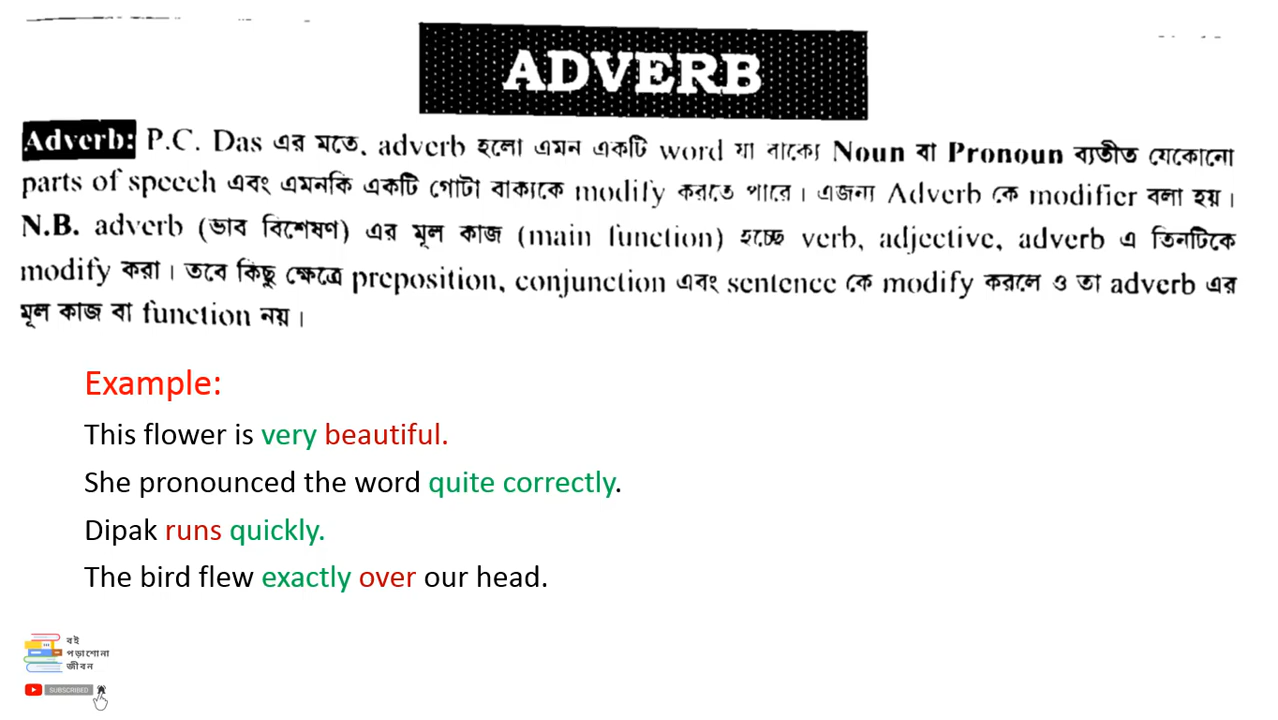 ADVERB
Adverb: P.C. Das এর মতে, adverb হলো এমন একটি word যা বাক্যে Noun বা Pronoun ব্যতীত যেকোনো
parts of speech এবং এমনকি একটি গোটা বাক্যকে modify করতে পারে। এজন্য Adverb কে modifier বলা হয়।
N.B. adverb (ভাব বিশেষণ) এর মূল কাজ (main function) হচ্ছে verb, adjective, adverb এ তিনটিকে
modify করা। তবে কিছু ক্ষেত্রে preposition, conjunction এবং sentence কে modify করলে ও তা adverb এর
মূল কাজ বা function নয়।
Example:
This flower is very beautiful.
She pronounced the word quite correctly.
Dipak runs quickly.
The bird flew exactly over our head.
বই
পড়াশোনা
জীবন
SUBSCRIBED